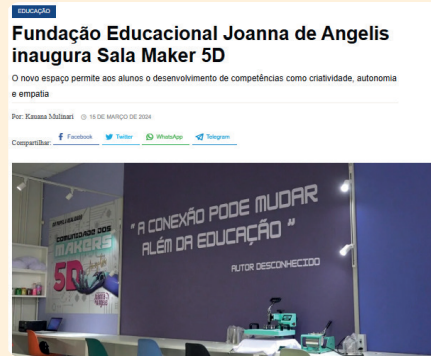 EDUCAÇÃO
Fundação Educacional Joanna de Angelis
inaugura Sala Maker 5D
O novo espaço permite aos alunos o desenvolvimento de competências como criatividade, autonomia
e empatia
Por: Kauana Mulinari 15 DE MARÇO DE 2024
Compartilhar: Facebook Twitter WhatsApp Telegram
"A CONEXÃO PODE MUDAR
ALÉM DA EDUCAÇÃO"
AUTOR DESCONHECIDO
COMUNIDADE DOS
MAKERS
5D